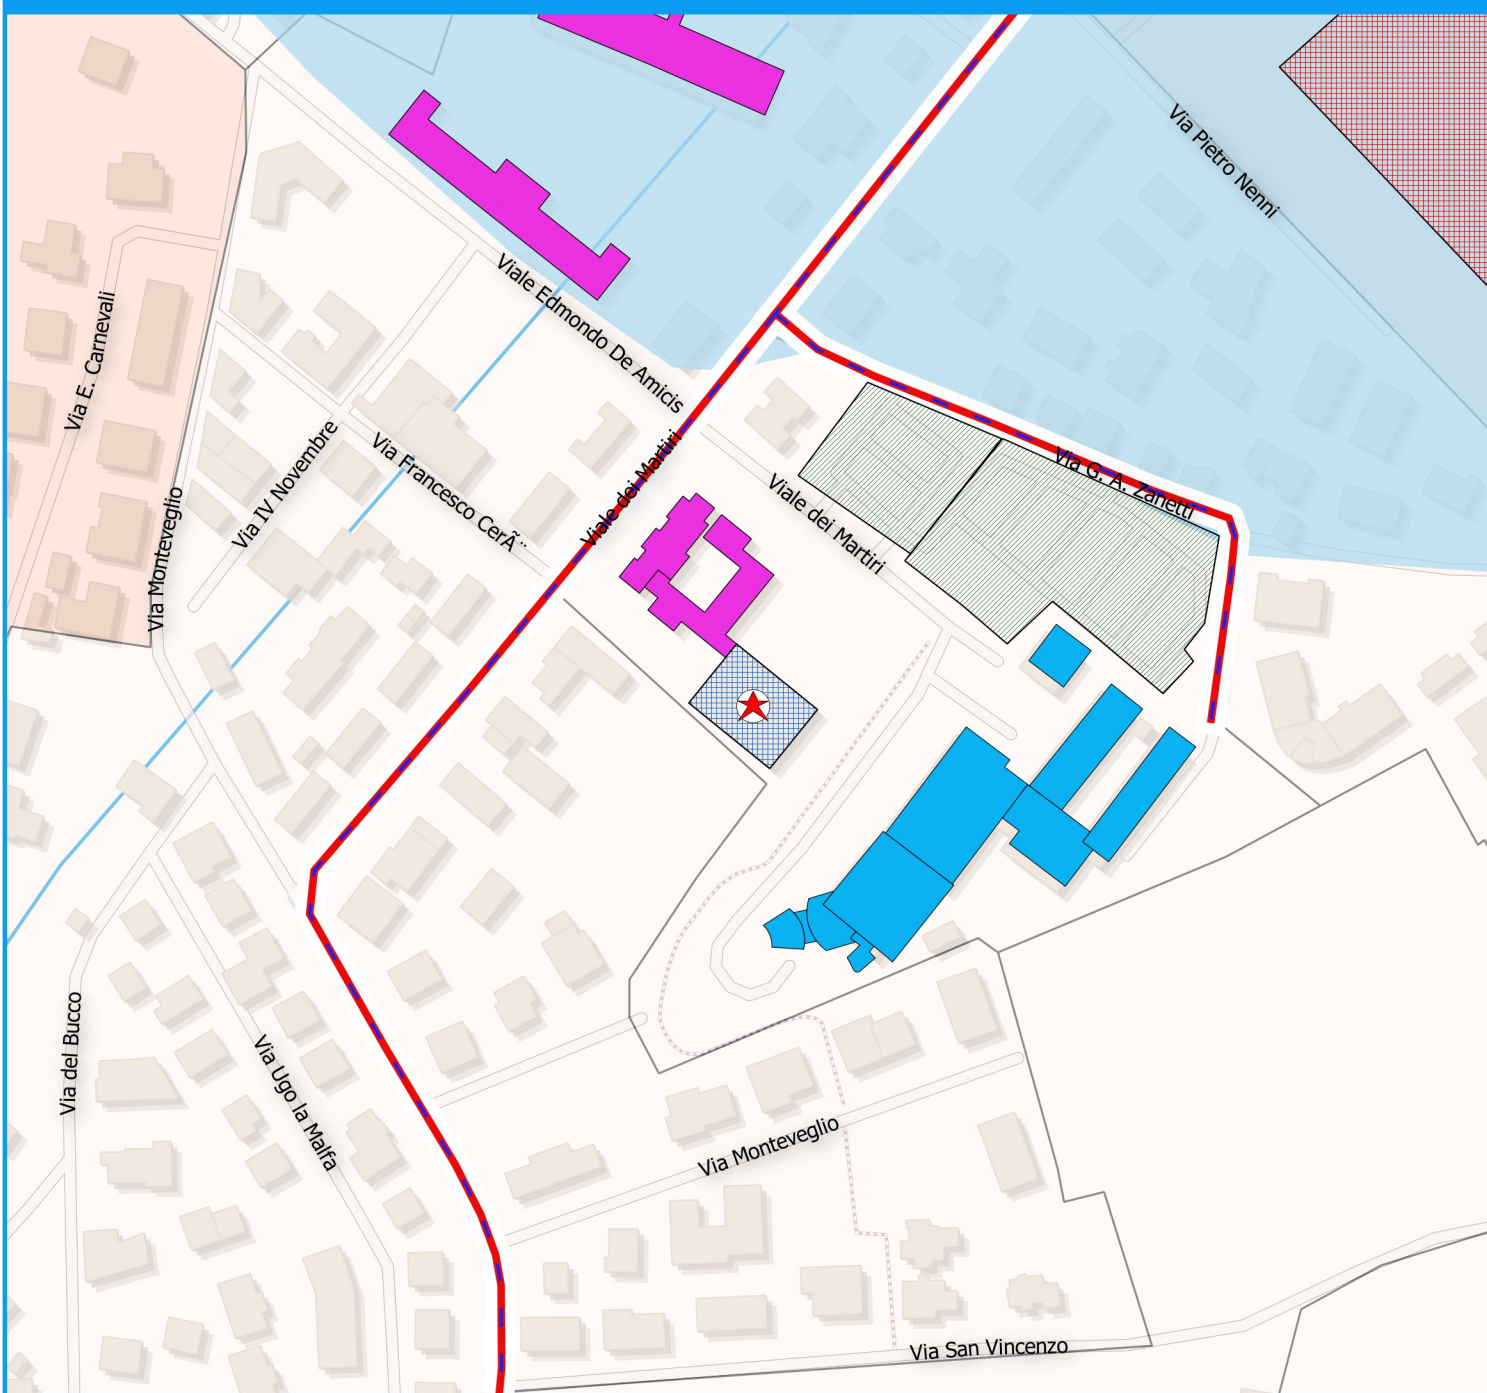 Via Pietro Nenni
Viale Edmondo De Amicis
Via E. Carnevali
Via IV Novembre
Via Francesco CerÃ¨
Viale dei Martiri
Viale dei Martiri
Via G. A. Zanetti
Via Monteveglio
Via del Bucco
Via Ugo la Malfa
Via Monteveglio
Via San Vincenzo